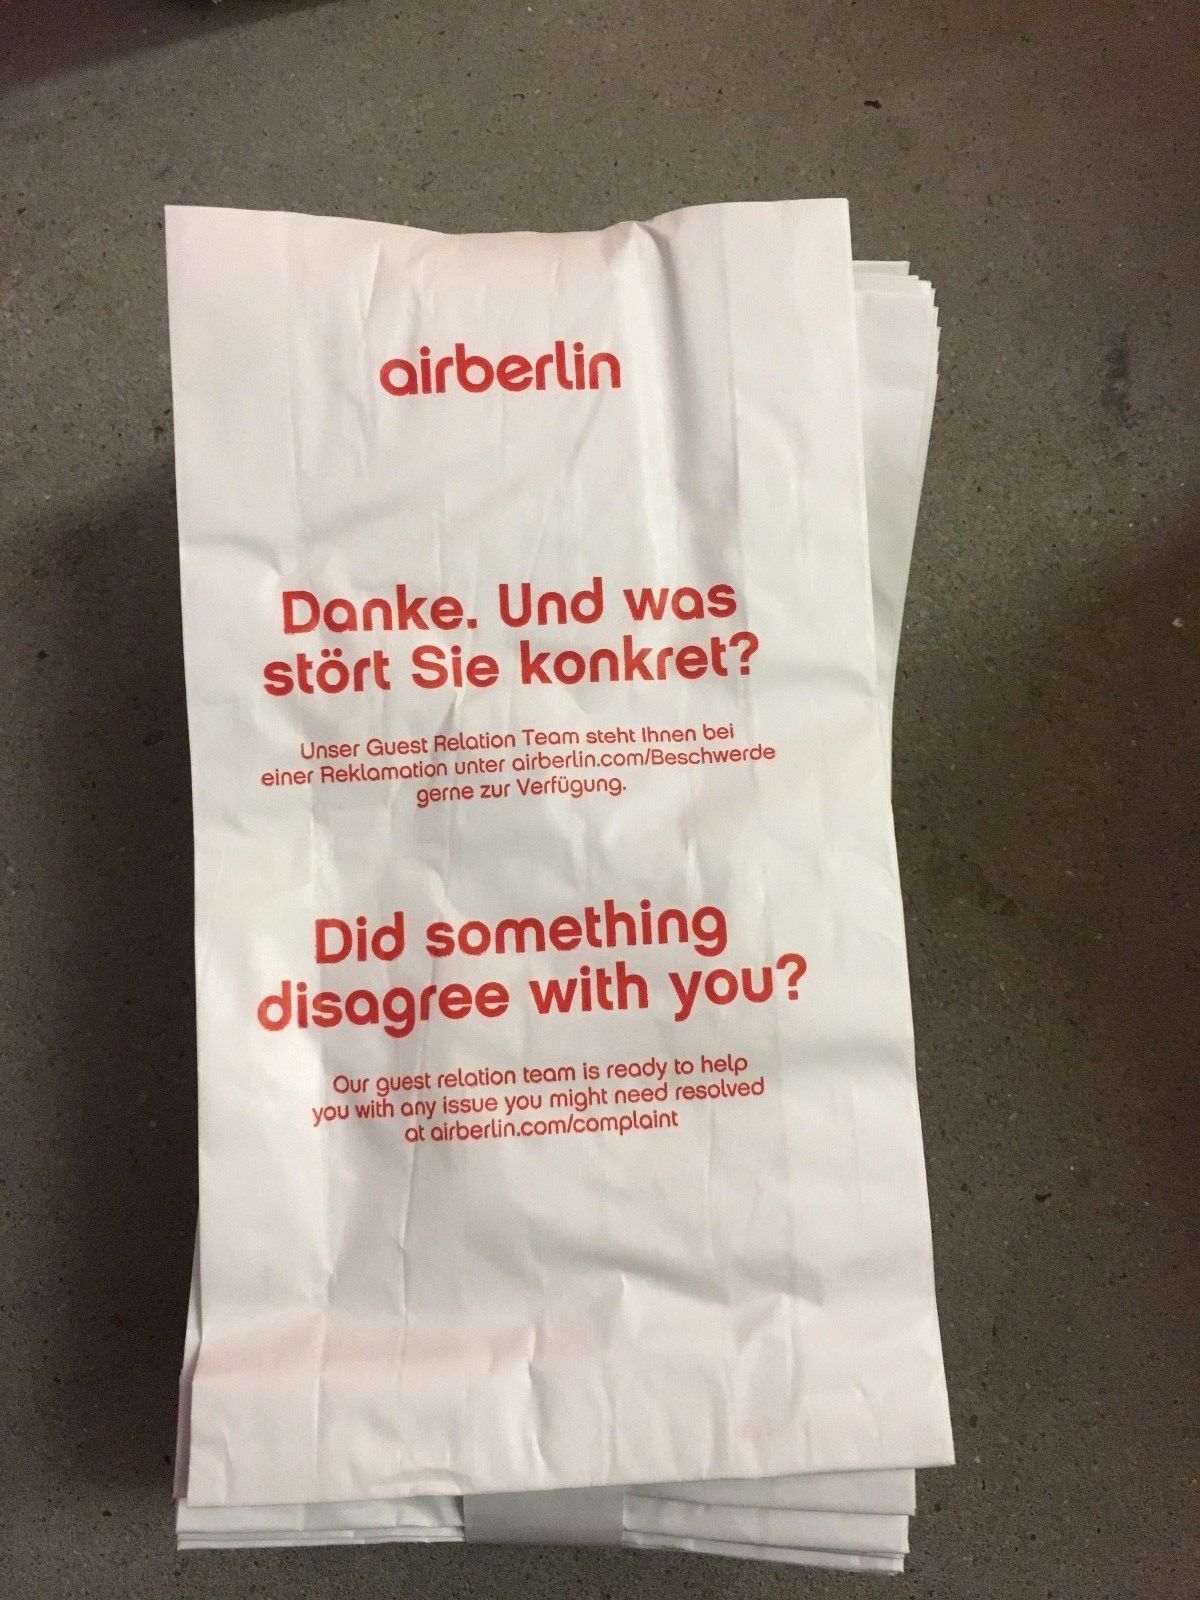 airberlin
Danke. Und was
stört Sie konkret?
Unser Guest Relation Team steht Ihnen bei
einer Reklamation unter airberlin.com/Beschwerde
gerne zur Verfügung.
Did something
disagree with you?
Our guest relation team is ready to help
you with any issue you might need resolved
at airberlin.com/complaint